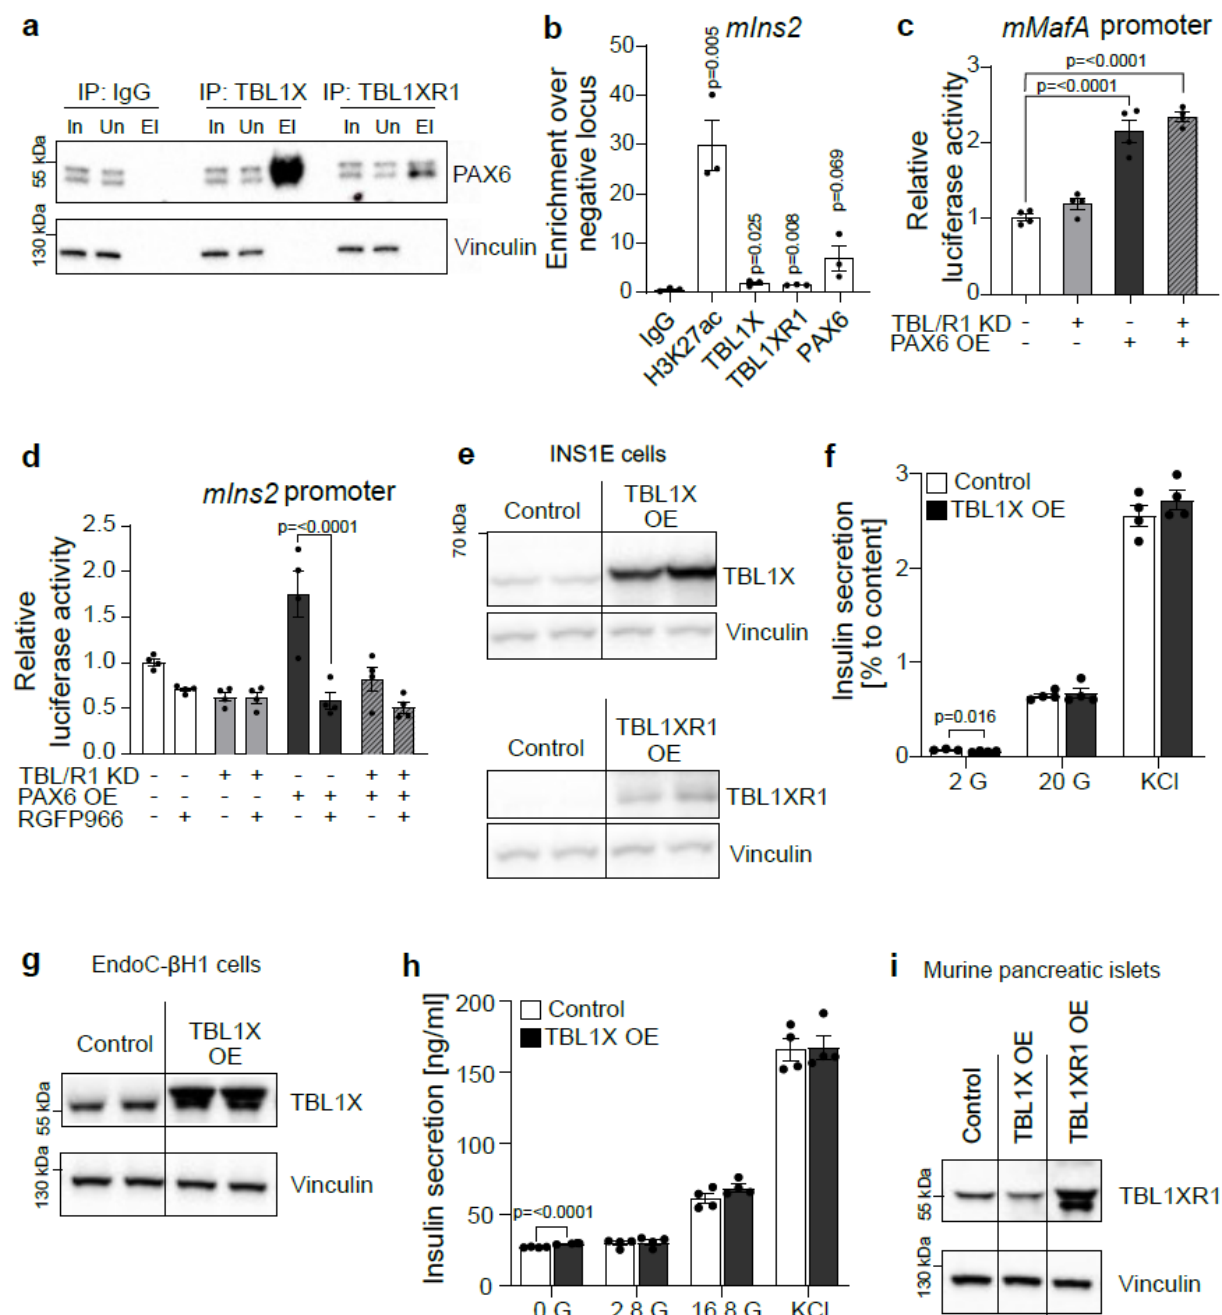 a
IP: IgG IP: TBL1X IP: TBL1XR1
In Un El In Un El In Un El
55 kDa
PAX6
130 kDa
Vinculin
b
mIns2
Enrichment over
negative locus
50
40
30
20
10
0
p=0.005
p=0.025
p=0.008
p=0.069
IgG
H3K27ac
TBL1X
TBL1XR1
PAX6
c
mMafA promoter
Relative
luciferase activity
3
2
1
0
p=<0.0001
p=<0.0001
TBL/R1 KD - + - +
PAX6 OE - - + +
d
mIns2 promoter
Relative
luciferase activity
2.5
2.0
1.5
1.0
0.5
0.0
p=<0.0001
TBL/R1 KD - - + + - - + +
PAX6 OE - - - - + + + +
RGFP966 - + - + - + - +
e
INS1E cells
Control
TBL1X
OE
70 kDa
TBL1X
Vinculin
Control
TBL1XR1
OE
TBL1XR1
Vinculin
f
Insulin secretion
[% to content]
3
2
1
0
Control
TBL1X OE
p=0.016
2 G 20 G KCl
g
EndoC-βH1 cells
Control
TBL1X
OE
55 kDa
TBL1X
130 kDa
Vinculin
h
Insulin secretion [ng/ml]
200
150
100
50
0
Control
TBL1X OE
p=<0.0001
0 G 2.8 G 16.8 G KCl
i
Murine pancreatic islets
Control
TBL1X OE
TBL1XR1 OE
55 kDa
TBL1XR1
130 kDa
Vinculin